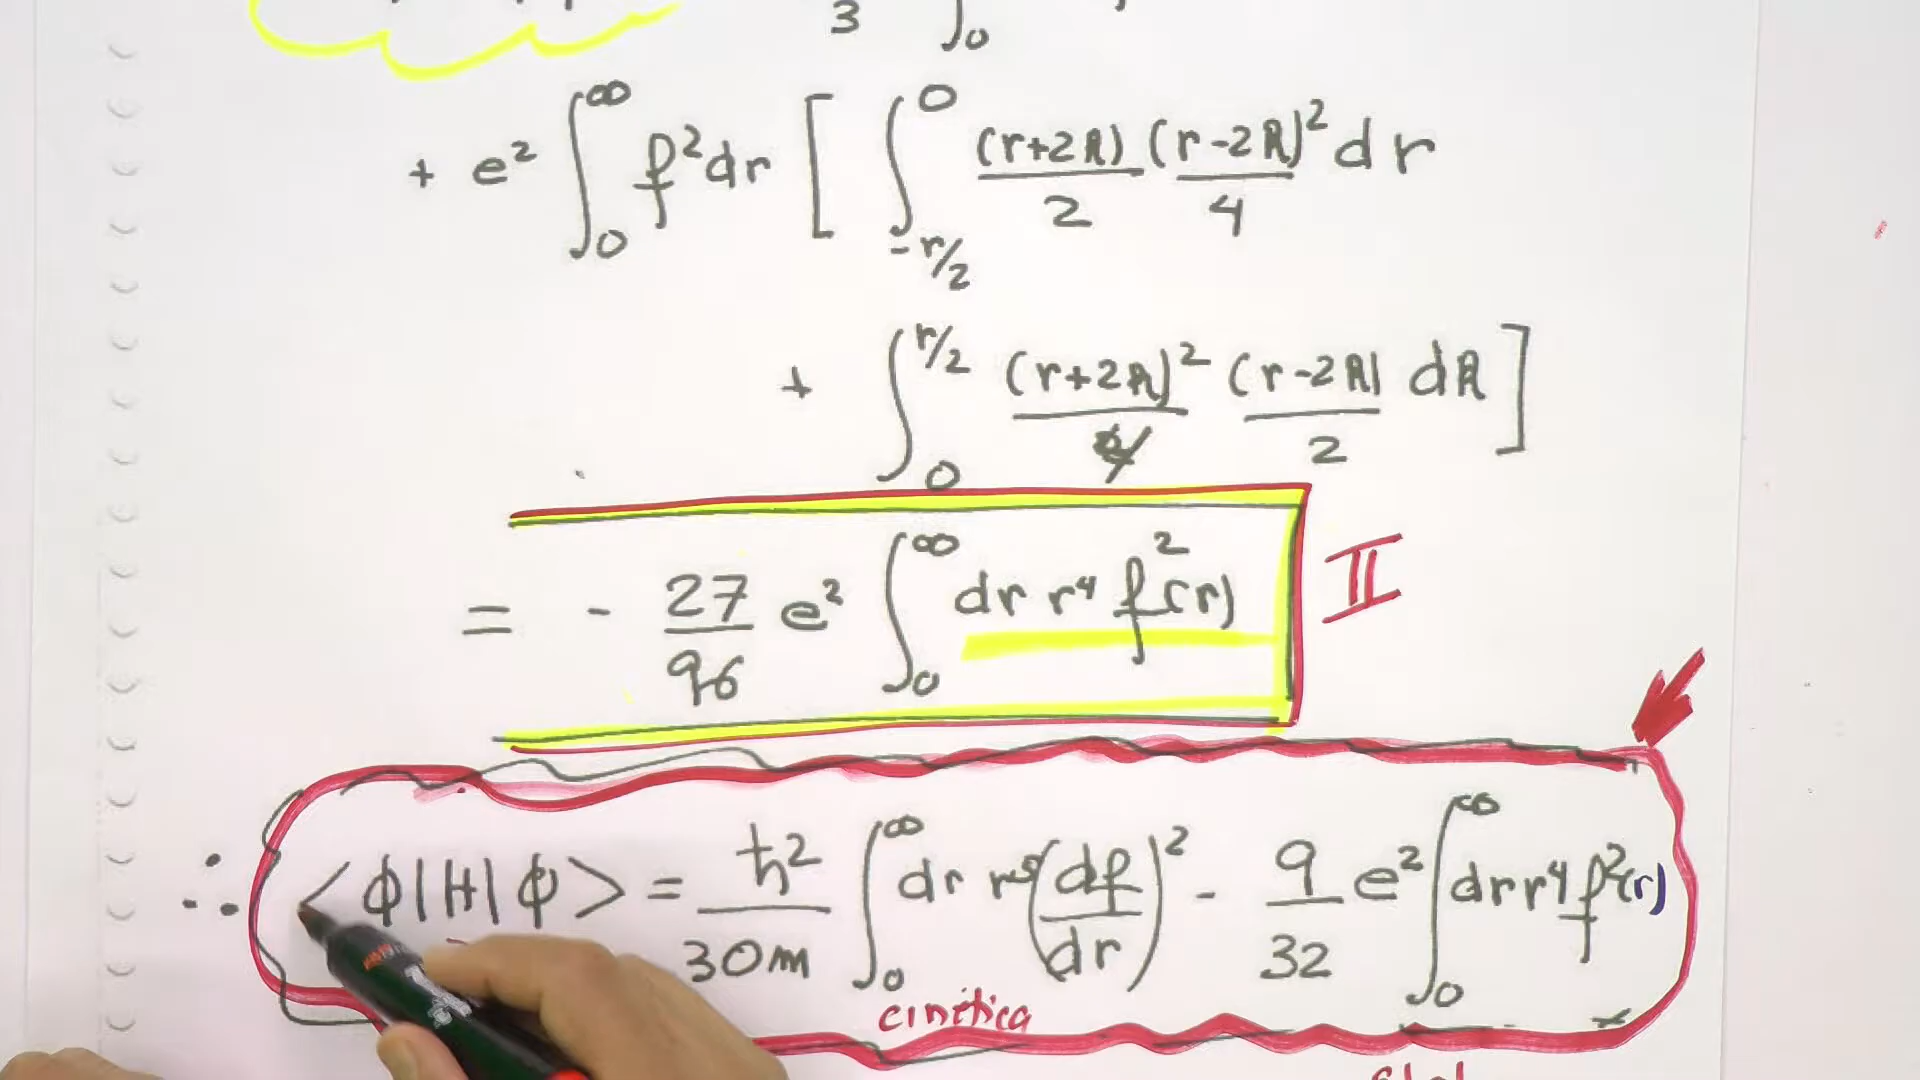 3 ∫₀
+ e² ∫₀^∞ f² dr [ ∫_{-r/2}^0 (r+2R)/2 (r-2R)²/4 dr
+ ∫_0^{r/2} (r+2R)²/4 (r-2R)/2 dR ]
= - 27/96 e² ∫₀^∞ dr r⁴ f²(r) II
∴ <ϕ|H|ϕ> = ℏ²/30m ∫₀^∞ dr r⁵ (df/dr)² - 9/32 e² ∫₀^∞ dr r⁴ f²(r)
cinética